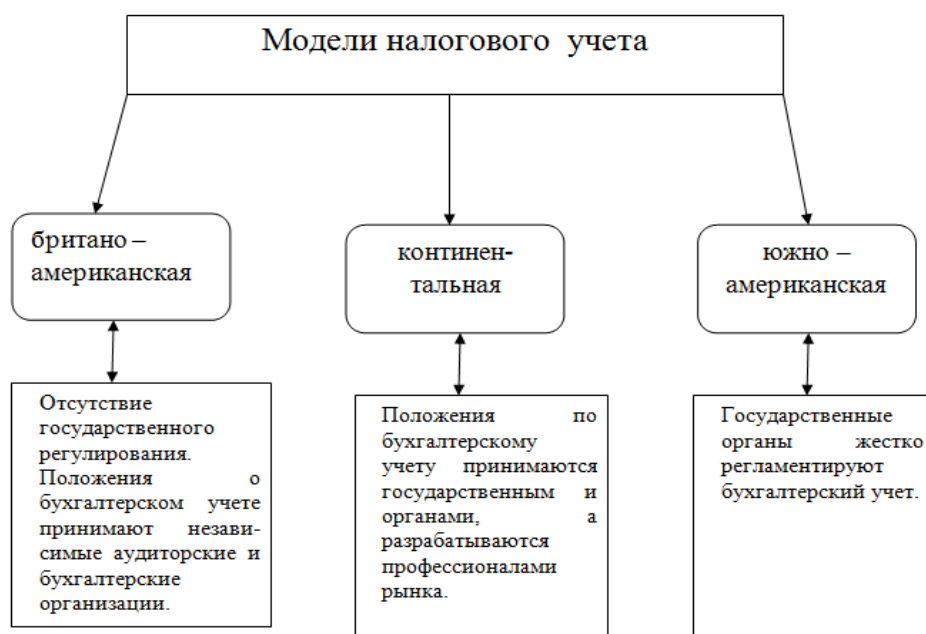 Модели налогового учета
британо –
американская
континен-
тальная
южно –
американская
Отсутствие
государственного
регулирования.
Положения о
бухгалтерском учете
принимают незави-
симые аудиторские и
бухгалтерские
организации.
Положения по
бухгалтерскому
учету принимаются
государственным и
органами, а
разрабатываются
профессионалами
рынка.
Государственные
органы жестко
регламентируют
бухгалтерский учет.